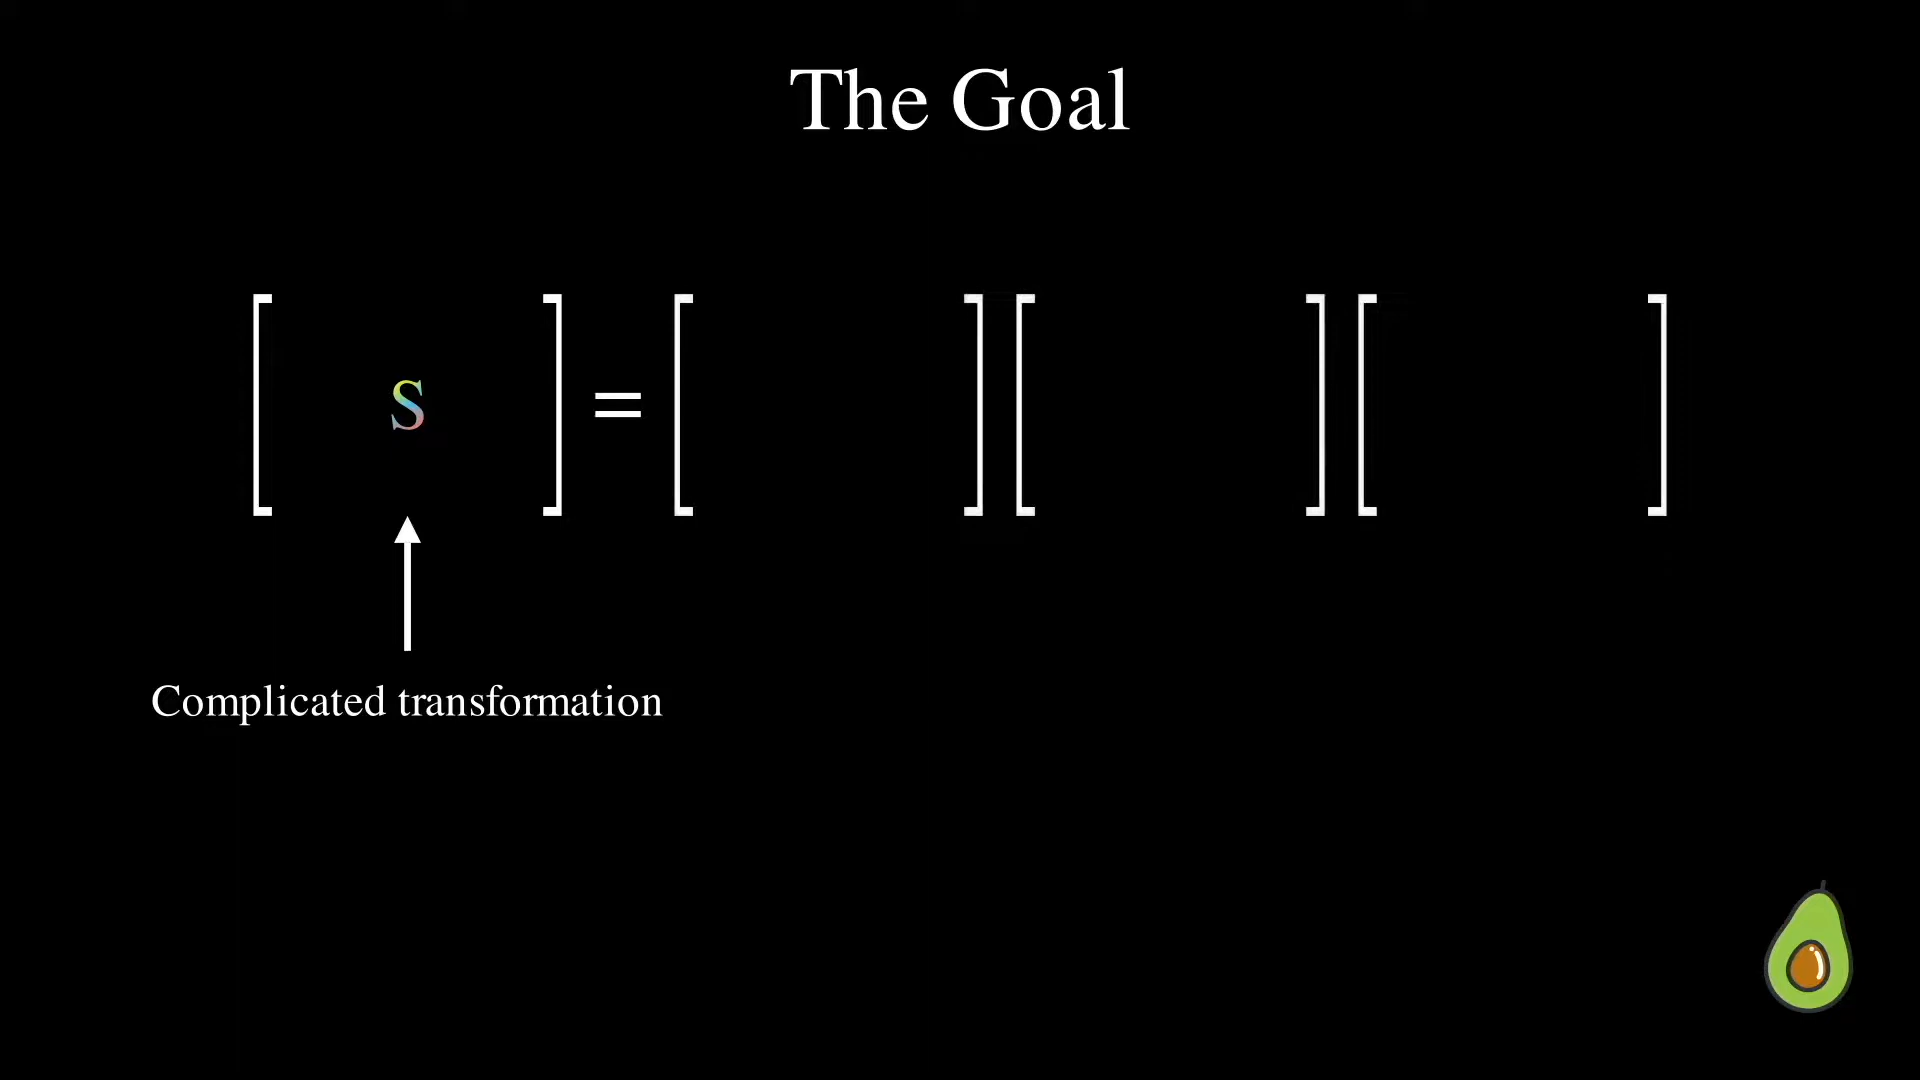 The Goal
[ S ] = [ ] [ ] [ ]
Complicated transformation